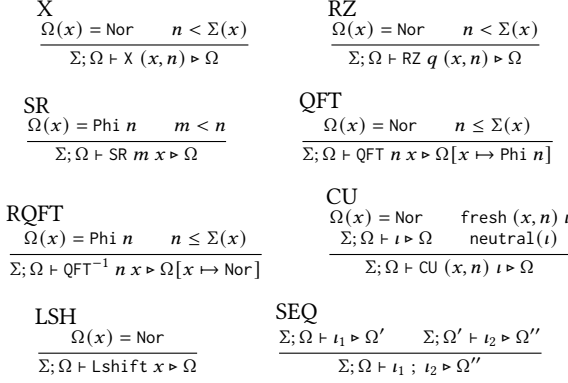 X
Ω(x) = Nor n < Σ(x)
Σ; Ω ⊢ X (x, n) ▹ Ω
RZ
Ω(x) = Nor n < Σ(x)
Σ; Ω ⊢ RZ q (x, n) ▹ Ω
SR
Ω(x) = Phi n m < n
Σ; Ω ⊢ SR m x ▹ Ω
QFT
Ω(x) = Nor n ≤ Σ(x)
Σ; Ω ⊢ QFT n x ▹ Ω[x ↦ Phi n]
RQFT
Ω(x) = Phi n n ≤ Σ(x)
Σ; Ω ⊢ QFT⁻¹ n x ▹ Ω[x ↦ Nor]
CU
Ω(x) = Nor fresh (x, n) ι
Σ; Ω ⊢ ι ▹ Ω neutral(ι)
Σ; Ω ⊢ CU (x, n) ι ▹ Ω
LSH
Ω(x) = Nor
Σ; Ω ⊢ Lshift x ▹ Ω
SEQ
Σ; Ω ⊢ ι₁ ▹ Ω′ Σ; Ω′ ⊢ ι₂ ▹ Ω′′
Σ; Ω ⊢ ι₁ ; ι₂ ▹ Ω′′